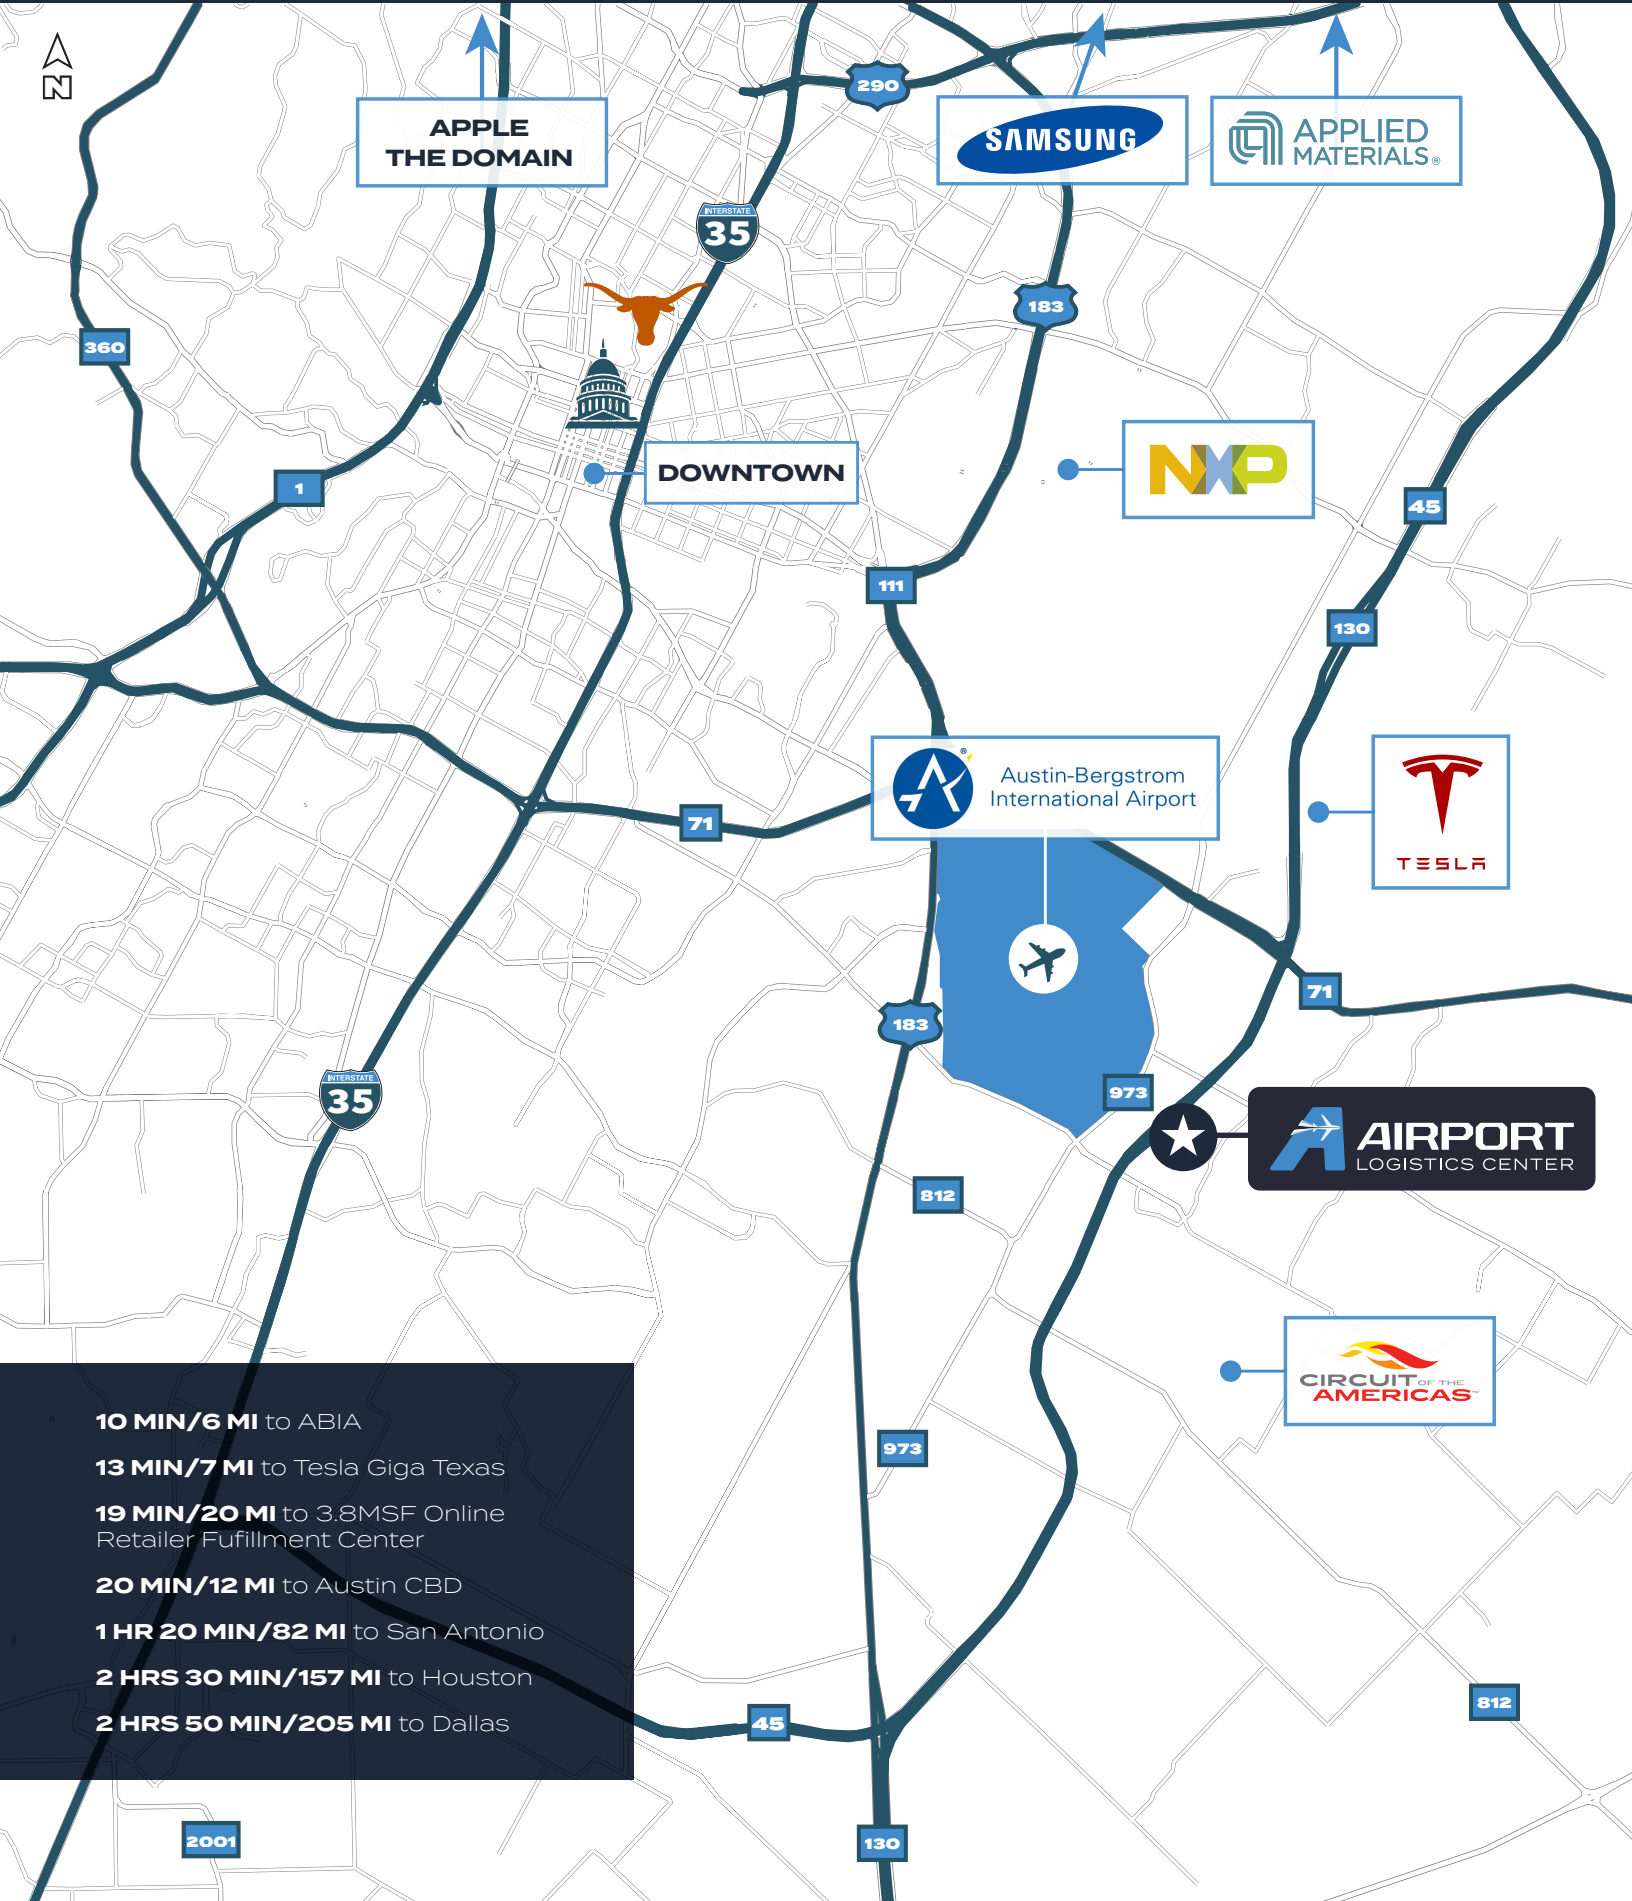 N
290
APPLE
THE DOMAIN
SAMSUNG
APPLIED
MATERIALS®
INTERSTATE
35
183
360
DOWNTOWN
NXP
1
45
111
130
Austin-Bergstrom
International Airport
TESLA
71
71
183
973
INTERSTATE
35
AIRPORT
LOGISTICS CENTER
812
CIRCUIT OF THE
AMERICAS™
973
10 MIN/6 MI to ABIA
13 MIN/7 MI to Tesla Giga Texas
19 MIN/20 MI to 3.8MSF Online
Retailer Fufillment Center
20 MIN/12 MI to Austin CBD
1 HR 20 MIN/82 MI to San Antonio
2 HRS 30 MIN/157 MI to Houston
2 HRS 50 MIN/205 MI to Dallas
812
45
2001
130